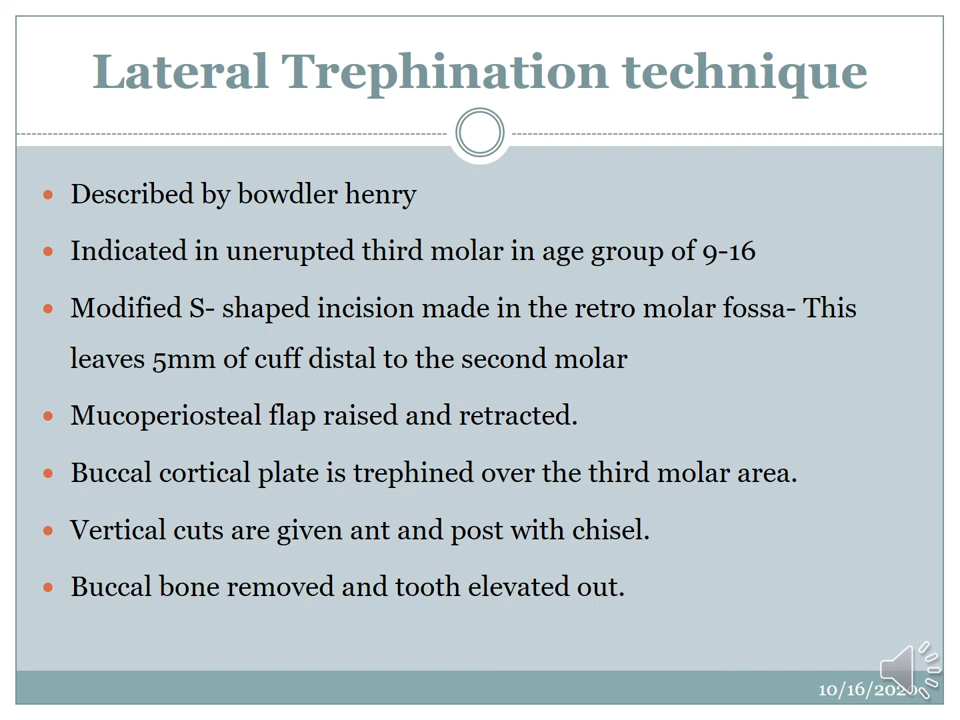 Lateral Trephination technique
Described by bowdler henry
Indicated in unerupted third molar in age group of 9-16
Modified S- shaped incision made in the retro molar fossa- This
leaves 5mm of cuff distal to the second molar
Mucoperiosteal flap raised and retracted.
Buccal cortical plate is trephined over the third molar area.
Vertical cuts are given ant and post with chisel.
Buccal bone removed and tooth elevated out.
10/16/2020